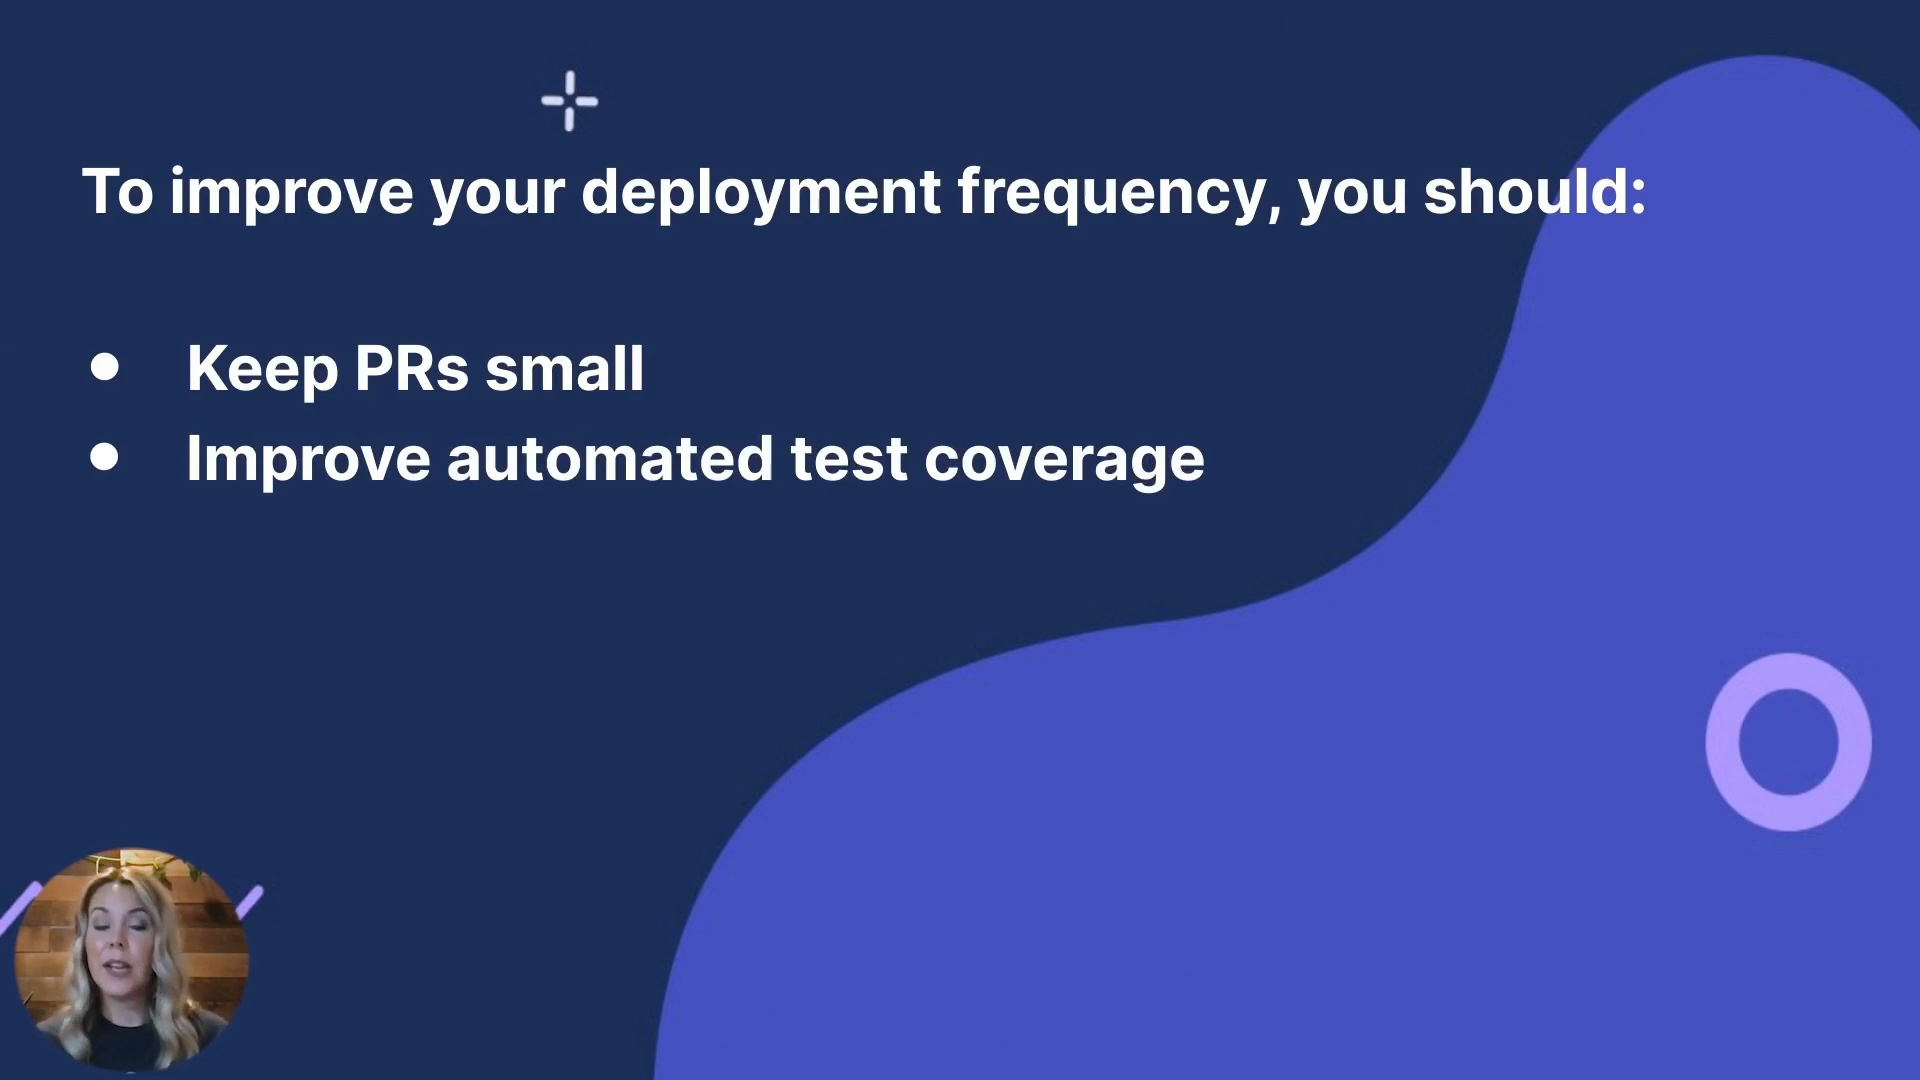 To improve your deployment frequency, you should:
● Keep PRs small
● Improve automated test coverage